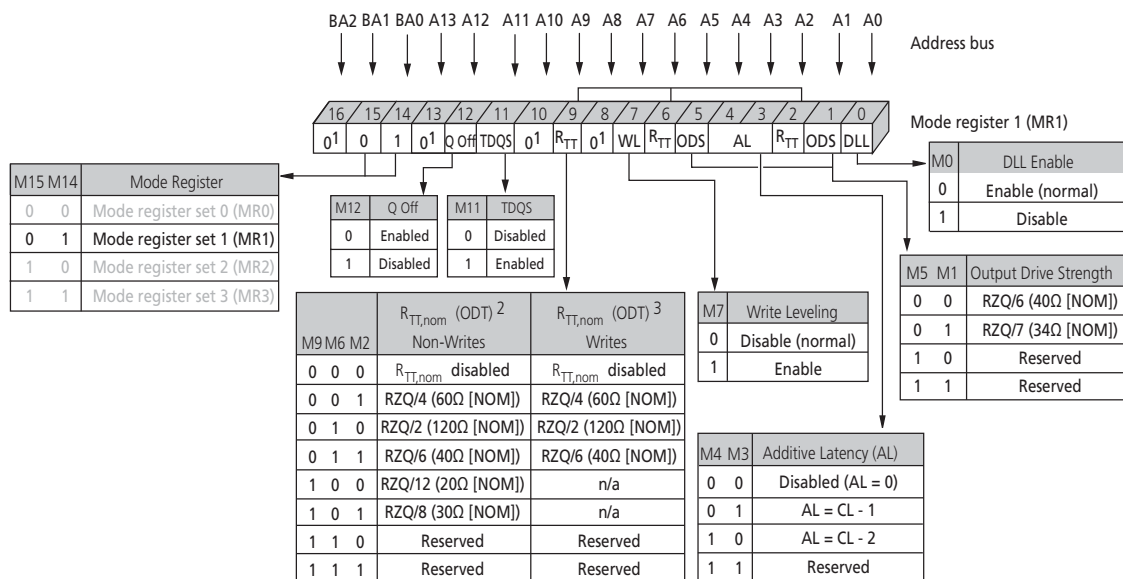 BA2 BA1 BA0 A13 A12 A11 A10 A9 A8 A7 A6 A5 A4 A3 A2 A1 A0
Address bus
16 15 14 13 12 11 10 9 8 7 6 5 4 3 2 1 0
0¹ 0 1 0¹ Q Off TDQS 0¹ RTT 0¹ WL RTT ODS AL RTT ODS DLL
Mode register 1 (MR1)
M15 M14 Mode Register
0 0 Mode register set 0 (MR0)
0 1 Mode register set 1 (MR1)
1 0 Mode register set 2 (MR2)
1 1 Mode register set 3 (MR3)
M12 Q Off
0 Enabled
1 Disabled
M11 TDQS
0 Disabled
1 Enabled
M0 DLL Enable
0 Enable (normal)
1 Disable
M5 M1 Output Drive Strength
0 0 RZQ/6 (40Ω [NOM])
0 1 RZQ/7 (34Ω [NOM])
1 0 Reserved
1 1 Reserved
M9 M6 M2
RTT,nom (ODT) ²
Non-Writes
RTT,nom (ODT) ³
Writes
0 0 0 RTT,nom disabled RTT,nom disabled
0 0 1 RZQ/4 (60Ω [NOM]) RZQ/4 (60Ω [NOM])
0 1 0 RZQ/2 (120Ω [NOM]) RZQ/2 (120Ω [NOM])
0 1 1 RZQ/6 (40Ω [NOM]) RZQ/6 (40Ω [NOM])
1 0 0 RZQ/12 (20Ω [NOM]) n/a
1 0 1 RZQ/8 (30Ω [NOM]) n/a
1 1 0 Reserved Reserved
1 1 1 Reserved Reserved
M7 Write Leveling
0 Disable (normal)
1 Enable
M4 M3 Additive Latency (AL)
0 0 Disabled (AL = 0)
0 1 AL = CL - 1
1 0 AL = CL - 2
1 1 Reserved